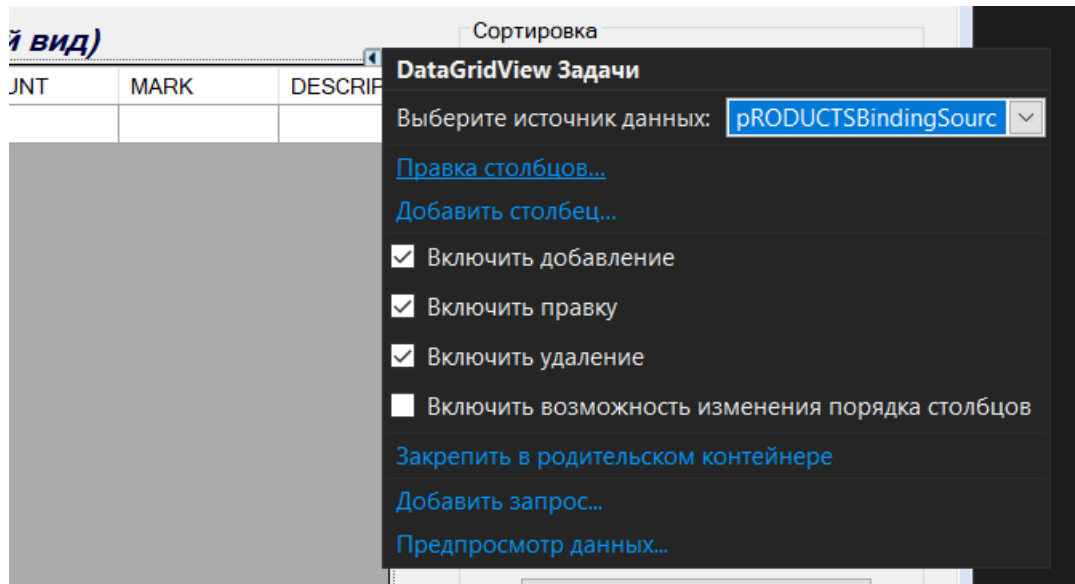 й вид)
Сортировка
UNT MARK DESCRIP
DataGridView Задачи
Выберите источник данных: pRODUCTSBindingSourc
Правка столбцов...
Добавить столбец...
Включить добавление
Включить правку
Включить удаление
Включить возможность изменения порядка столбцов
Закрепить в родительском контейнере
Добавить запрос...
Предпросмотр данных...